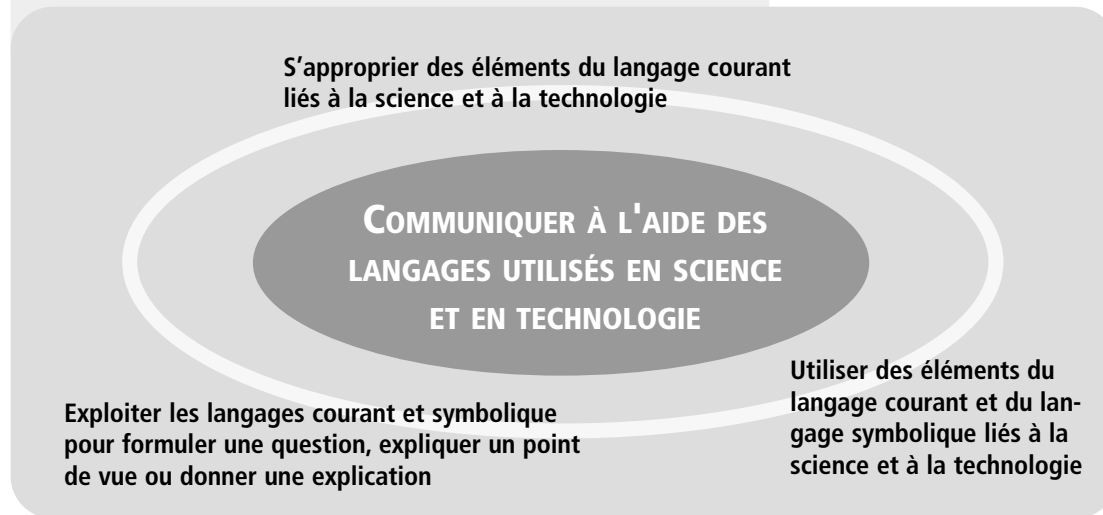 S'approprier des éléments du langage courant
liés à la science et à la technologie
COMMUNIQUER À L'AIDE DES
LANGAGES UTILISÉS EN SCIENCE
ET EN TECHNOLOGIE
Utiliser des éléments du
langage courant et du lan-
gage symbolique liés à la
science et à la technologie
Exploiter les langages courant et symbolique
pour formuler une question, expliquer un point
de vue ou donner une explication